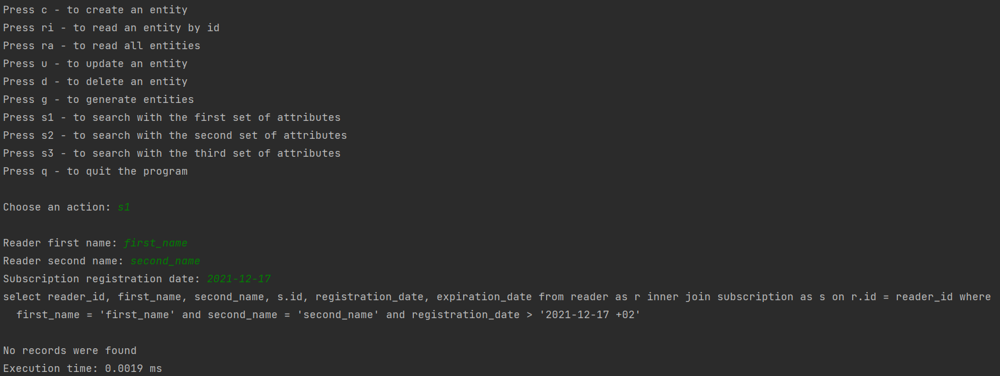 Press c - to create an entity
Press ri - to read an entity by id
Press ra - to read all entities
Press u - to update an entity
Press d - to delete an entity
Press g - to generate entities
Press s1 - to search with the first set of attributes
Press s2 - to search with the second set of attributes
Press s3 - to search with the third set of attributes
Press q - to quit the program
Choose an action: s1
Reader first name: first_name
Reader second name: second_name
Subscription registration date: 2021-12-17
select reader_id, first_name, second_name, s.id, registration_date, expiration_date from reader as r inner join subscription as s on r.id = reader_id where
first_name = 'first_name' and second_name = 'second_name' and registration_date > '2021-12-17 +02'
No records were found
Execution time: 0.0019 ms